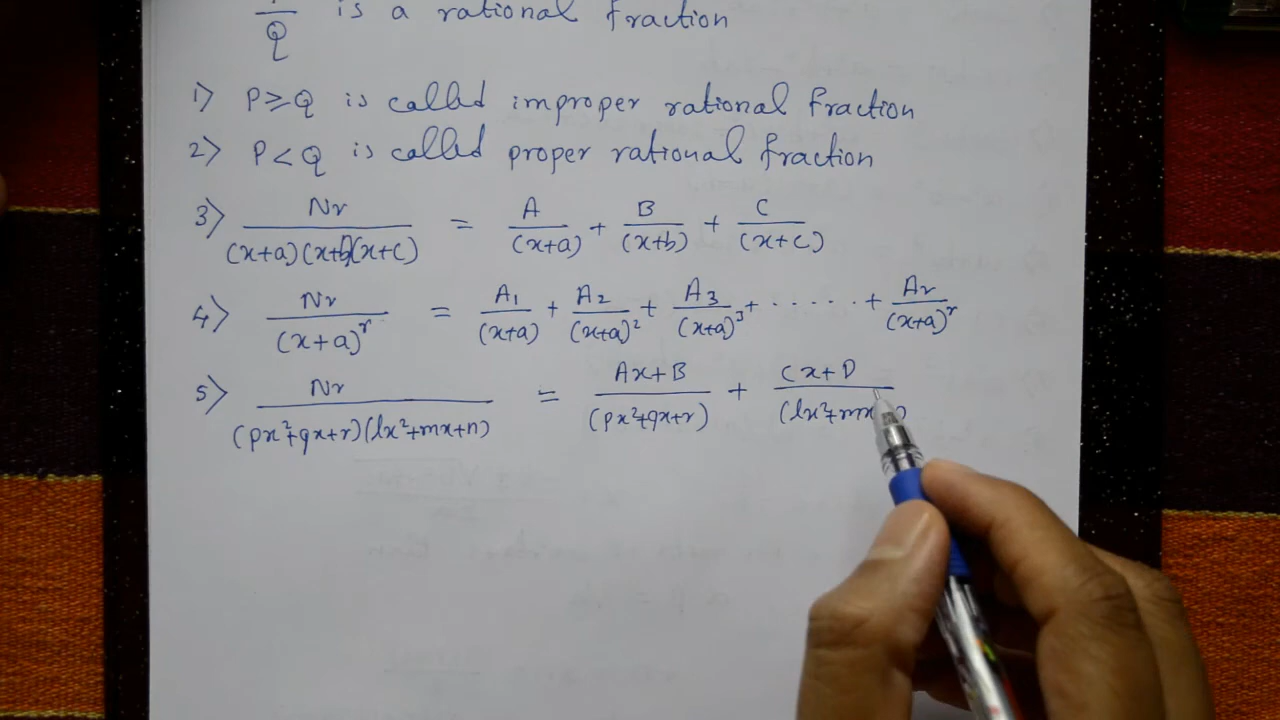 Q is a rational fraction
1) P ≥ Q is called improper rational fraction
2) P < Q is called proper rational fraction
3) Nr / (x+a)(x+b)(x+c) = A/(x+a) + B/(x+b) + C/(x+c)
4) Nr / (x+a)^r = A₁/(x+a) + A₂/(x+a)² + A₃/(x+a)³ + ...... + Ar/(x+a)^r
5) Nr / (px²+qx+r)(lx²+mx+n) = Ax+B / (px²+qx+r) + Cx+D / (lx²+mx )